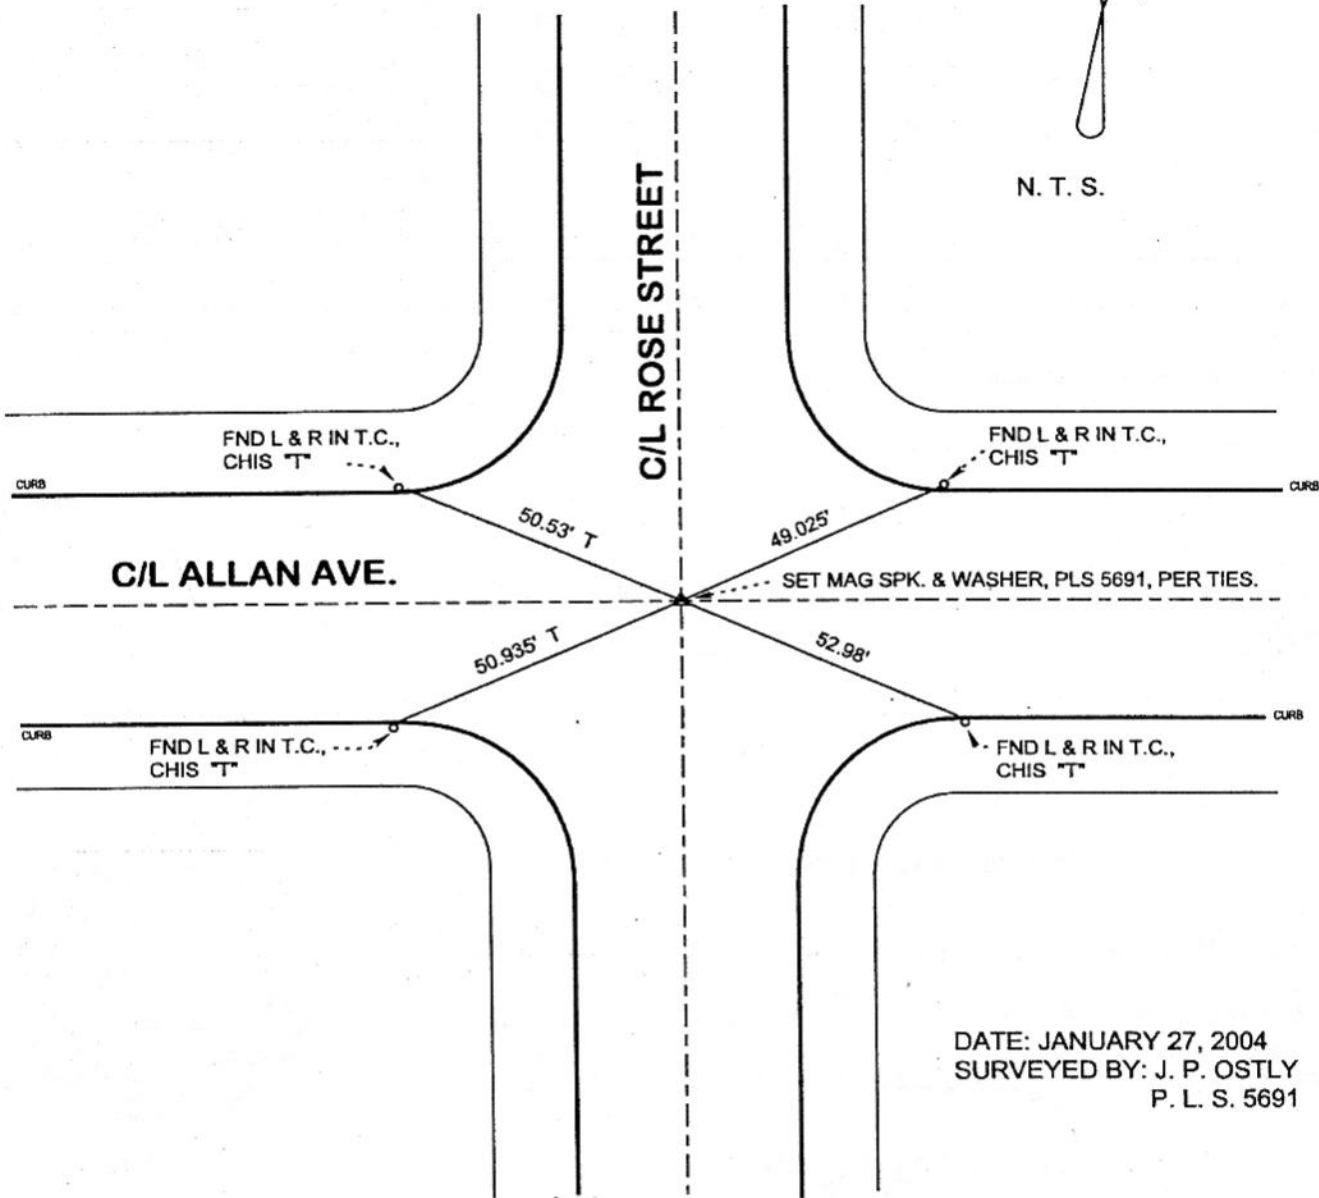 N. T. S.
C/L ROSE STREET
FND L & R IN T.C.,
CHIS "T"
FND L & R IN T.C.,
CHIS "T"
CURB
CURB
50.53' T
49.025'
C/L ALLAN AVE.
SET MAG SPK. & WASHER, PLS 5691, PER TIES.
50.935' T
52.98'
CURB
CURB
FND L & R IN T.C.,
CHIS "T"
FND L & R IN T.C.,
CHIS "T"
DATE: JANUARY 27, 2004
SURVEYED BY: J. P. OSTLY
P. L. S. 5691